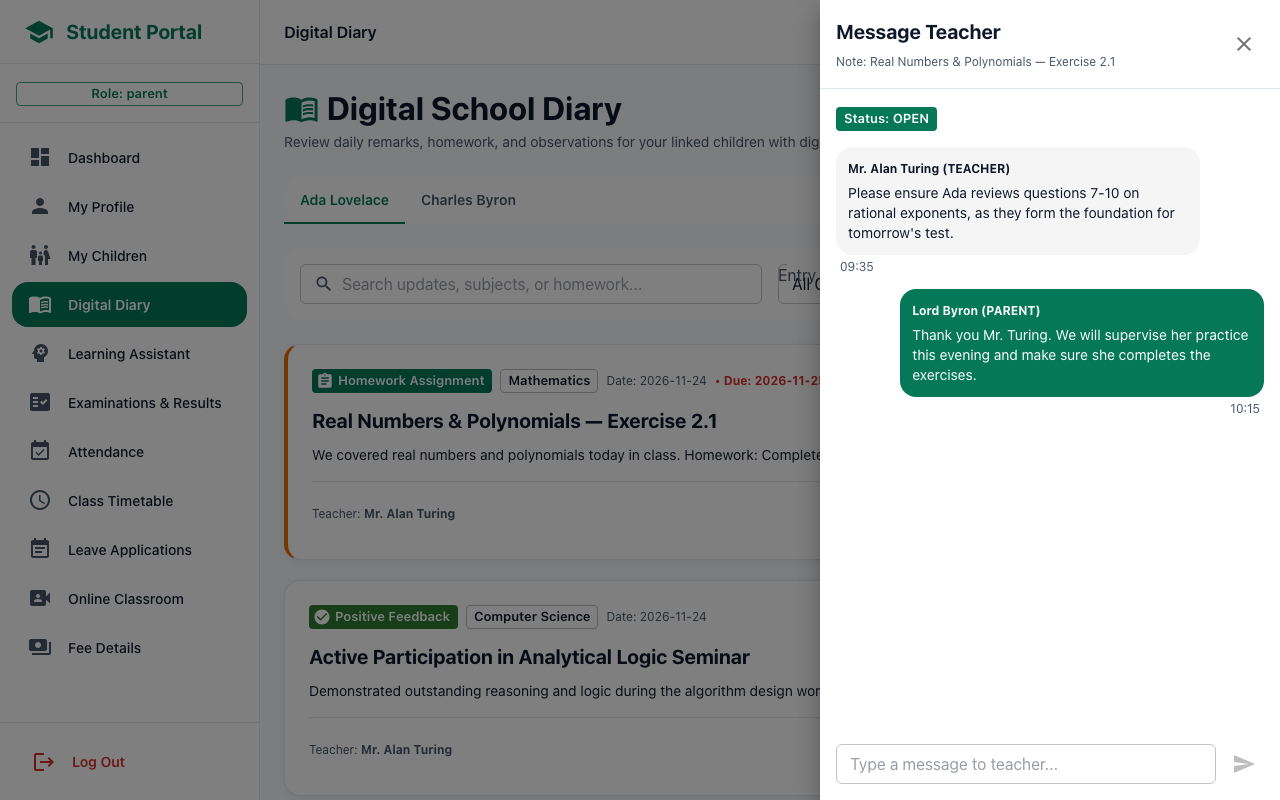 Student Portal
Role: parent
Dashboard
My Profile
My Children
Digital Diary
Learning Assistant
Examinations & Results
Attendance
Class Timetable
Leave Applications
Online Classroom
Fee Details
Log Out
Digital Diary
Digital School Diary
Review daily remarks, homework, and observations for your linked children with
Ada Lovelace
Charles Byron
Search updates, subjects, or homework...
Entry
All
Homework Assignment
Mathematics
Date: 2026-11-24
• Due: 2026-11-2
Real Numbers & Polynomials — Exercise 2.1
We covered real numbers and polynomials today in class. Homework: Complete
Teacher: Mr. Alan Turing
Positive Feedback
Computer Science
Date: 2026-11-24
Active Participation in Analytical Logic Seminar
Demonstrated outstanding reasoning and logic during the algorithm design
Teacher: Mr. Alan Turing
Message Teacher
Note: Real Numbers & Polynomials — Exercise 2.1
Status: OPEN
Mr. Alan Turing (TEACHER)
Please ensure Ada reviews questions 7-10 on
rational exponents, as they form the foundation for
tomorrow's test.
09:35
Lord Byron (PARENT)
Thank you Mr. Turing. We will supervise her practice
this evening and make sure she completes the
exercises.
10:15
Type a message to teacher...